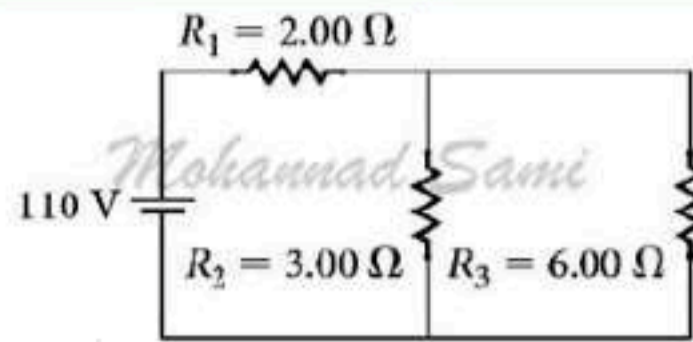 R₁ = 2.00 Ω
Mohannad Sami
110 V
R₂ = 3.00 Ω
R₃ = 6.00 Ω